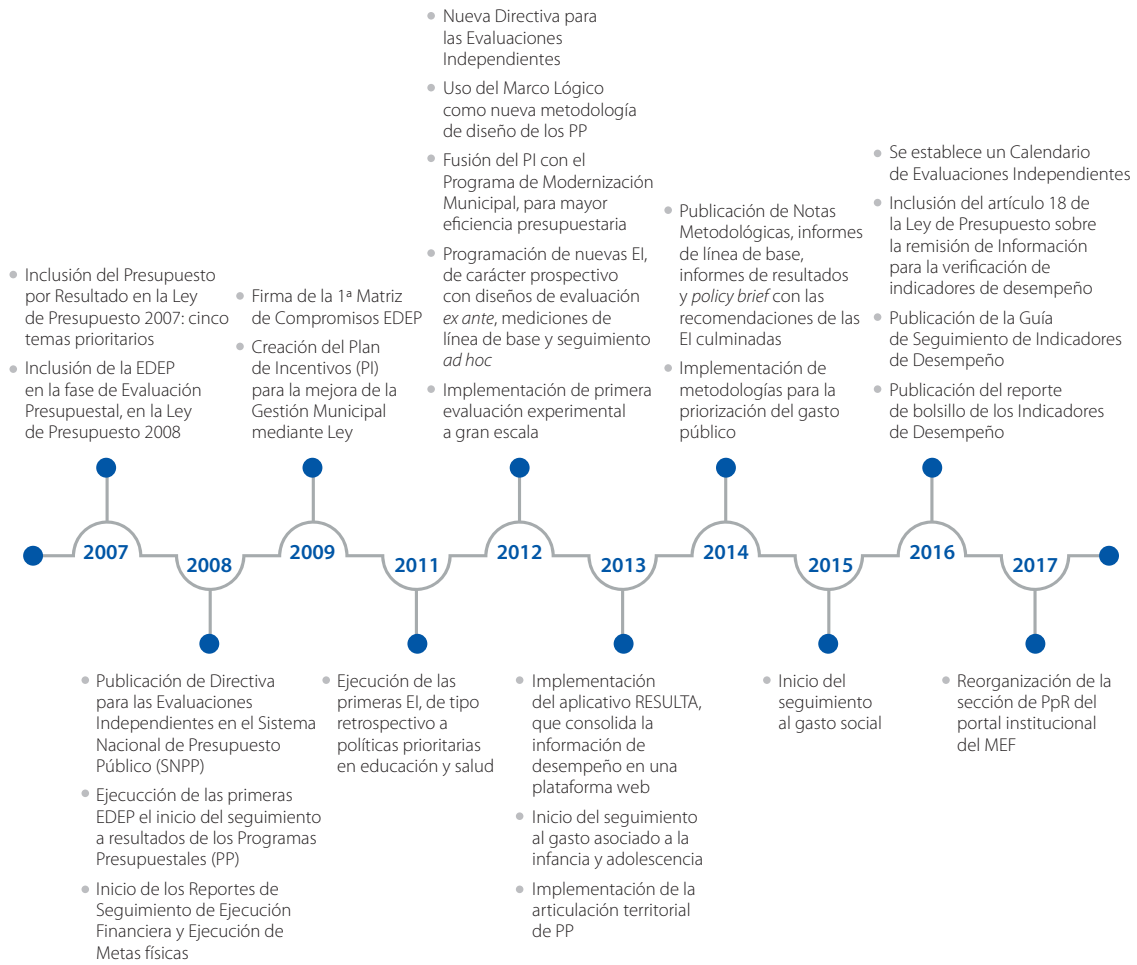 Nueva Directiva para
las Evaluaciones
Independientes
Uso del Marco Lógico
como nueva metodología
de diseño de los PP
Fusión del PI con el
Programa de Modernización
Municipal, para mayor
eficiencia presupuestaria
Programación de nuevas EI,
de carácter prospectivo
con diseños de evaluación
ex ante, mediciones de
línea de base y seguimiento
ad hoc
Implementación de primera
evaluación experimental
a gran escala
Se establece un Calendario
de Evaluaciones Independientes
Inclusión del artículo 18 de
la Ley de Presupuesto sobre
la remisión de Información
para la verificación de
indicadores de desempeño
Publicación de la Guía
de Seguimiento de Indicadores
de Desempeño
Publicación del reporte
de bolsillo de los Indicadores
de Desempeño
Publicación de Notas
Metodológicas, informes
de línea de base,
informes de resultados
y policy brief con las
recomendaciones de las
EI culminadas
Implementación de
metodologías para la
priorización del gasto
público
Inclusión del Presupuesto
por Resultado en la Ley
de Presupuesto 2007: cinco
temas prioritarios
Inclusión de la EDEP
en la fase de Evaluación
Presupuestal, en la Ley
de Presupuesto 2008
Firma de la 1ª Matriz
de Compromisos EDEP
Creación del Plan
de Incentivos (PI)
para la mejora de la
Gestión Municipal
mediante Ley
2007
2008
2009
2011
2012
2013
2014
2015
2016
2017
Publicación de Directiva
para las Evaluaciones
Independientes en el Sistema
Nacional de Presupuesto
Público (SNPP)
Ejecucción de las primeras
EDEP el inicio del seguimiento
a resultados de los Programas
Presupuestales (PP)
Inicio de los Reportes de
Seguimiento de Ejecución
Financiera y Ejecución de
Metas físicas
Ejecución de las
primeras EI, de tipo
retrospectivo a
políticas prioritarias
en educación y salud
Implementación
del aplicativo RESULTA,
que consolida la
información de
desempeño en una
plataforma web
Inicio del seguimiento
al gasto asociado a la
infancia y adolescencia
Implementación de la
articulación territorial
de PP
Inicio del
seguimiento
al gasto social
Reorganización de la
sección de PpR del
portal institucional
del MEF